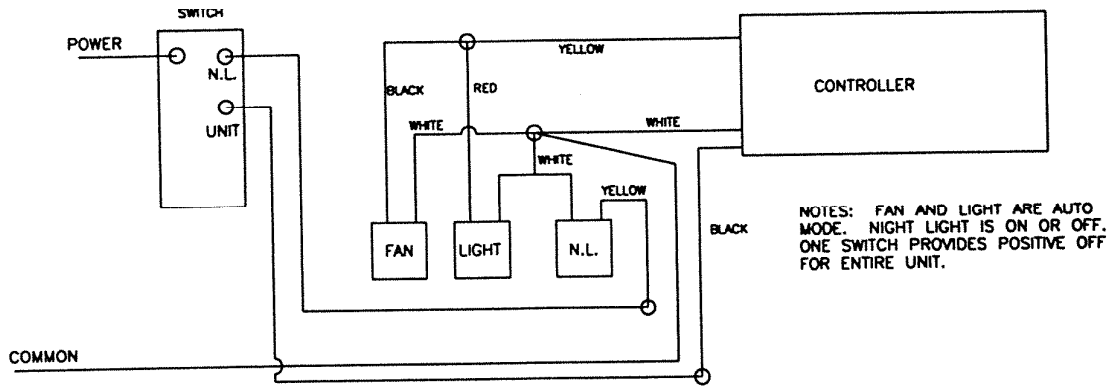 SWITCH
POWER
N.L.
UNIT
YELLOW
BLACK
RED
CONTROLLER
WHITE
WHITE
WHITE
YELLOW
FAN
LIGHT
N.L.
BLACK
NOTES: FAN AND LIGHT ARE AUTO
MODE. NIGHT LIGHT IS ON OR OFF.
ONE SWITCH PROVIDES POSITIVE OFF
FOR ENTIRE UNIT.
COMMON